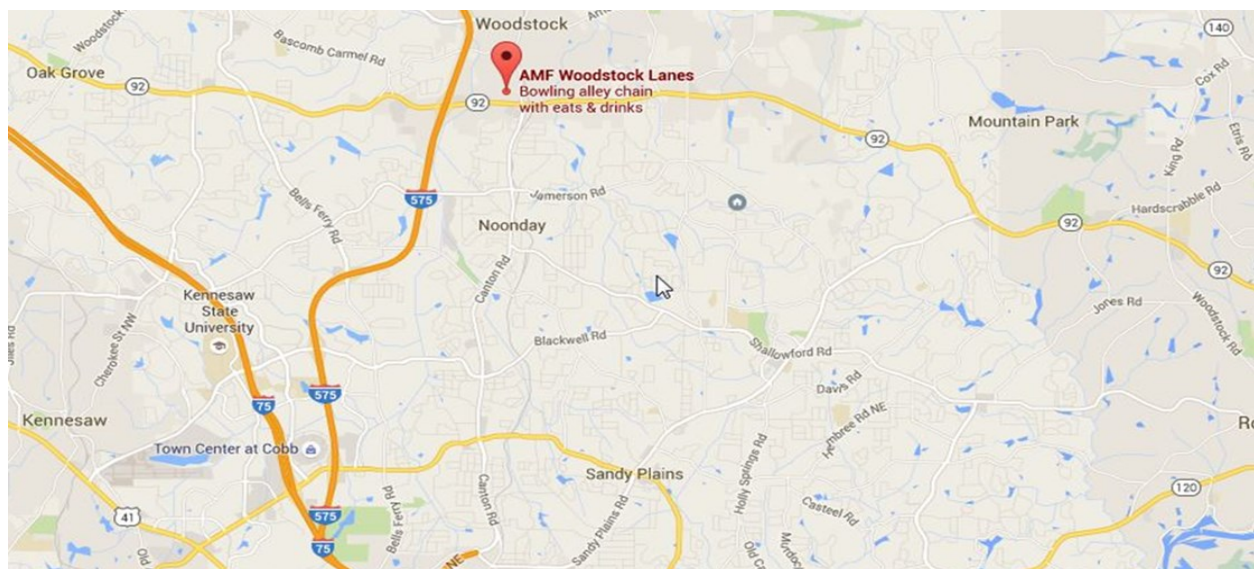 Woodstock
140
Bascomb Carmel Rd
Oak Grove
92
AMF Woodstock Lanes
Bowling alley chain
with eats & drinks
92
Cox Rd
Mountain Park
92
Etris Rd
King Rd
575
Jamerson Rd
Bells Ferry Rd
Hardscrabble Rd
Noonday
92
Canton Rd
92
Kennesaw
State
University
Jones Rd
Woodstock Rd
Cherokee St NW
Blackwell Rd
Shallowford Rd
575
Davis Rd
75
Kennesaw
Town Center at Cobb
Sandy Plains
Holly Springs Rd
120
Canton Rd
Bells Ferry Rd
41
575
Casteel Rd
Sandy Plains Rd
75
Old
NE